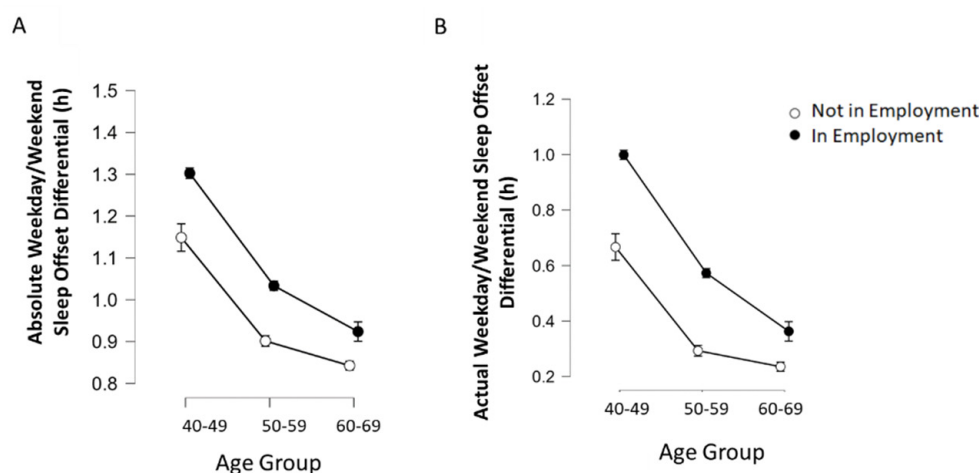 A
B
Absolute Weekday/Weekend
Sleep Offset Differential (h)
1.5
1.4
1.3
1.2
1.1
1.0
0.9
0.8
40-49 50-59 60-69
Age Group
Actual Weekday/Weekend Sleep Offset
Differential (h)
1.2
1.0
0.8
0.6
0.4
0.2
40-49 50-59 60-69
Age Group
Not in Employment
In Employment